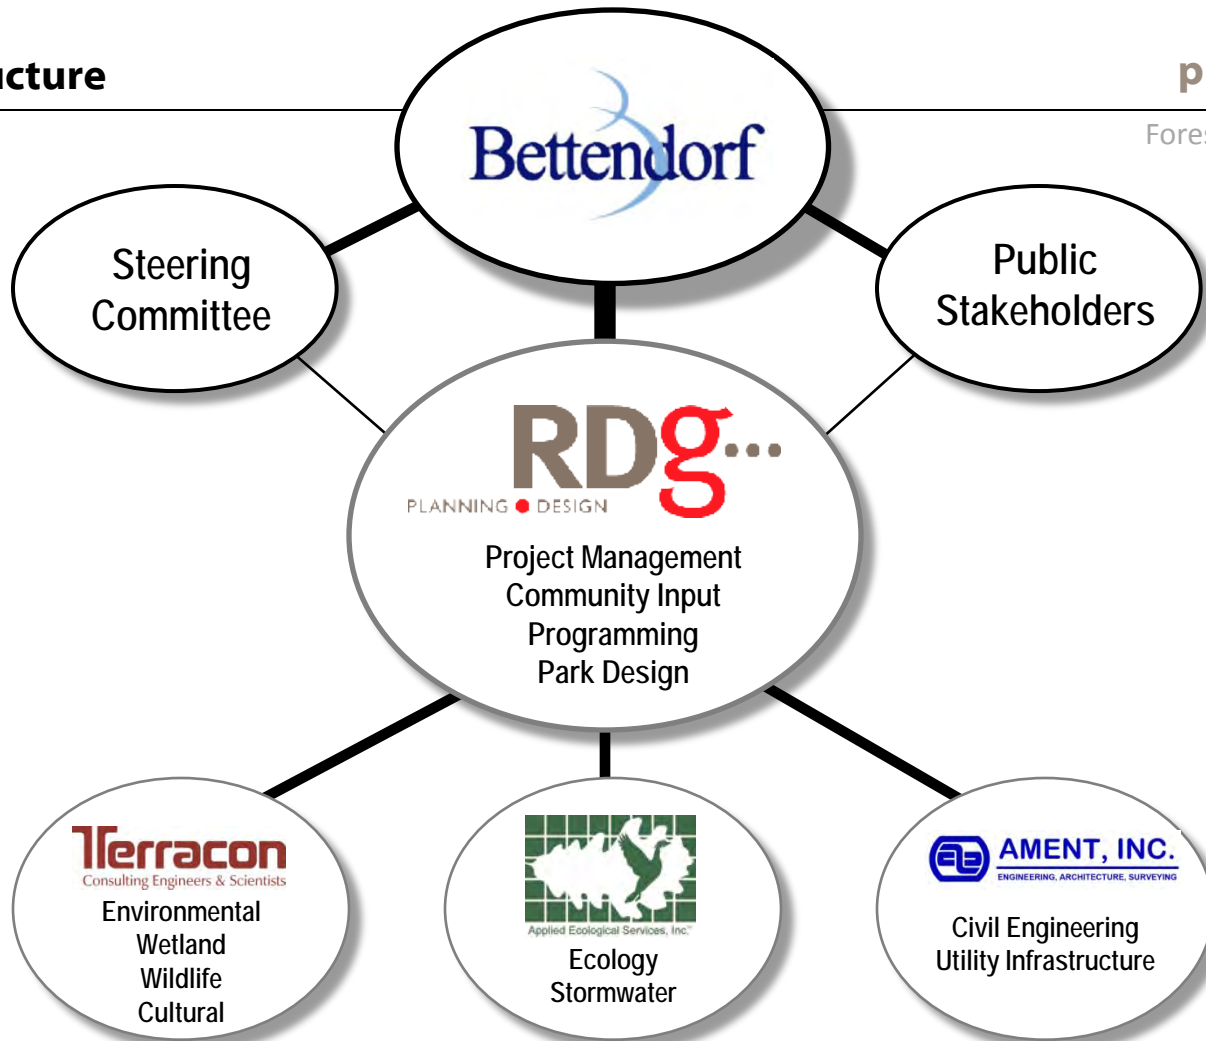 ucture
p
Fores
Bettendorf
Steering
Committee
Public
Stakeholders
RDg...
PLANNING • DESIGN
Project Management
Community Input
Programming
Park Design
Terracon
Consulting Engineers & Scientists
Environmental
Wetland
Wildlife
Cultural
Applied Ecological Services, Inc.™
Ecology
Stormwater
AMENT, INC.
ENGINEERING, ARCHITECTURE, SURVEYING
Civil Engineering
Utility Infrastructure